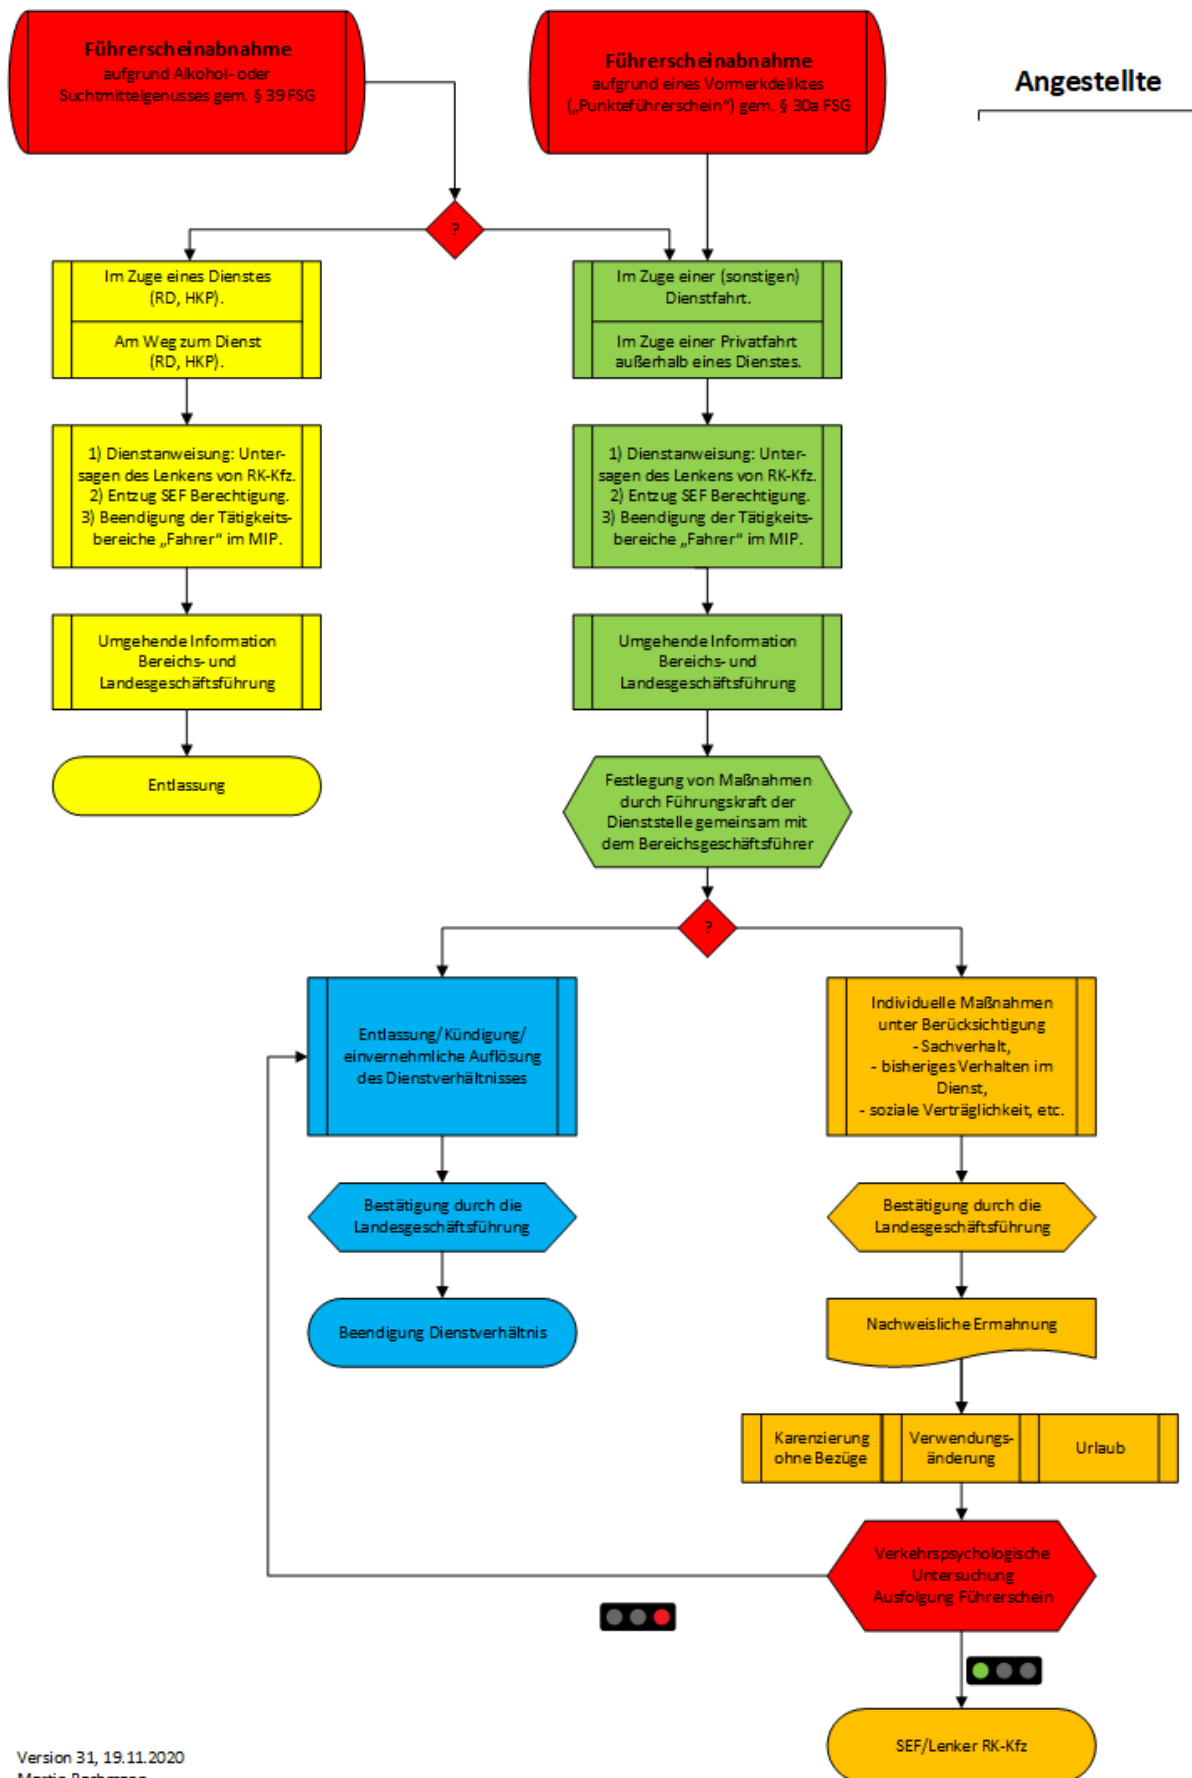 Führerscheinabnahme
aufgrund Alkohol- oder
Suchtmittelgenusses gem. § 39 FSG
Führerscheinabnahme
aufgrund eines Vormerkdeliktes
(„Punkteführerschein“) gem. § 30a FSG
Angestellte
?
Im Zuge eines Dienstes
(RD, HKP).
Am Weg zum Dienst
(RD, HKP).
Im Zuge einer (sonstigen)
Dienstfahrt.
Im Zuge einer Privatfahrt
außerhalb eines Dienstes.
1) Dienstanweisung: Unter-
sagen des Lenkens von RK-Kfz.
2) Entzug SEF Berechtigung.
3) Beendigung der Tätigkeits-
bereiche „Fahrer“ im MIP.
1) Dienstanweisung: Unter-
sagen des Lenkens von RK-Kfz.
2) Entzug SEF Berechtigung.
3) Beendigung der Tätigkeits-
bereiche „Fahrer“ im MIP.
Umgehende Information
Bereichs- und
Landesgeschäftsführung
Umgehende Information
Bereichs- und
Landesgeschäftsführung
Entlassung
Festlegung von Maßnahmen
durch Führungskraft der
Dienststelle gemeinsam mit
dem Bereichsgeschäftsführer
?
Entlassung/Kündigung/
einvernehmliche Auflösung
des Dienstverhältnisses
Individuelle Maßnahmen
unter Berücksichtigung
- Sachverhalt,
- bisheriges Verhalten im
Dienst,
- soziale Verträglichkeit, etc.
Bestätigung durch die
Landesgeschäftsführung
Bestätigung durch die
Landesgeschäftsführung
Beendigung Dienstverhältnis
Nachweisliche Ermahnung
Karenzierung
ohne Bezüge
Verwendungs-
änderung
Urlaub
Verkehrspsychologische
Untersuchung
Ausfolgung Führerschein
SEF/Lenker RK-Kfz
Version 31, 19.11.2020
Martin